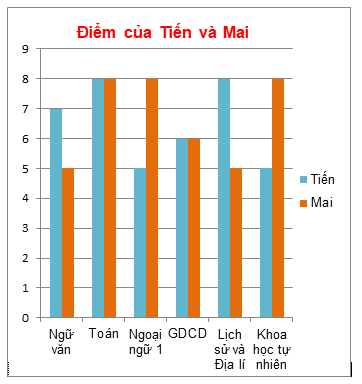 Điểm của Tiến và Mai
9
8
7
6
5
4
3
2
1
0
Ngữ văn
Toán
Ngoại ngữ 1
GDCD
Lịch sử và Địa lí
Khoa học tự nhiên
Tiến
Mai